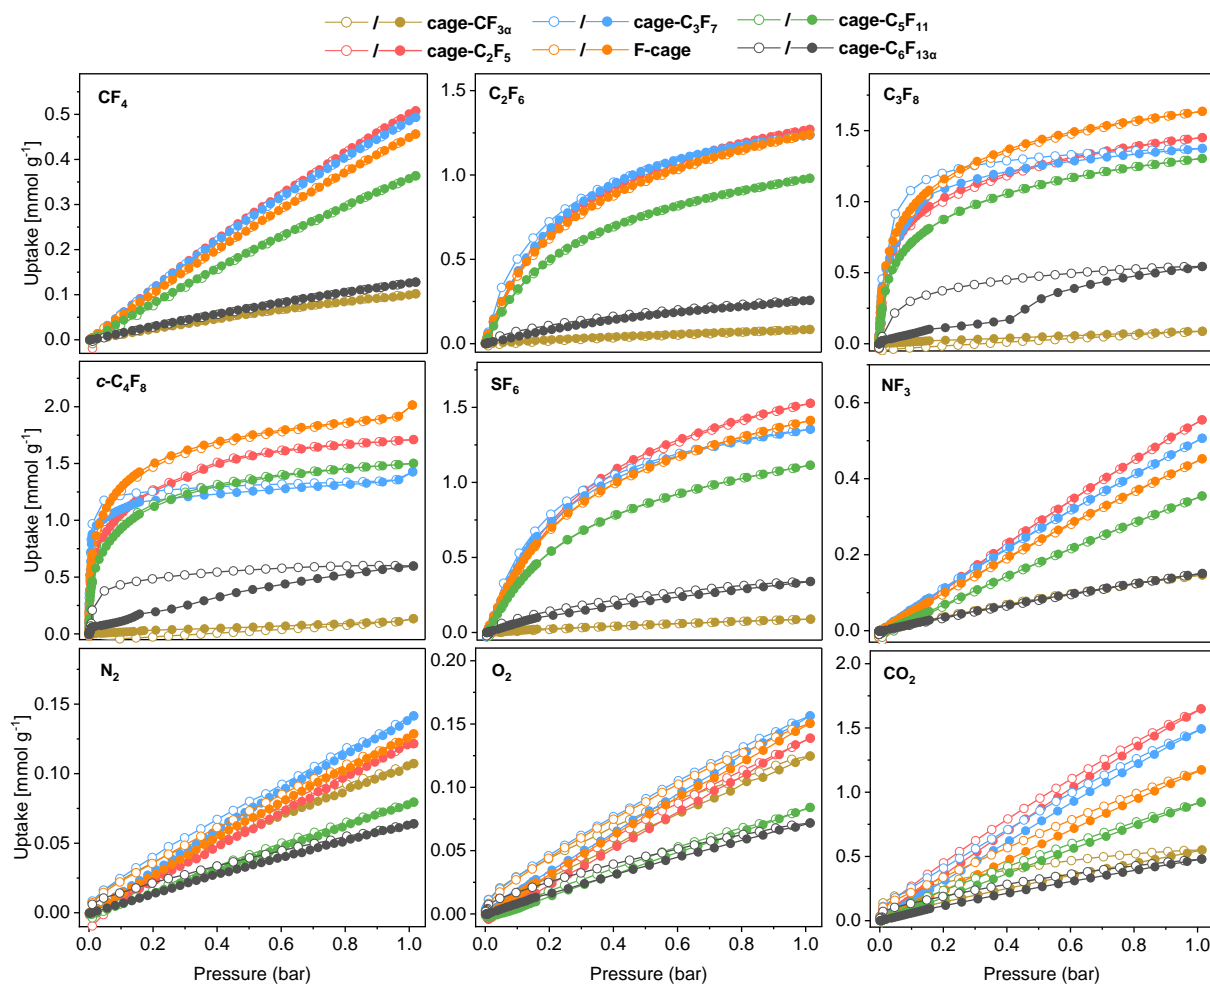 / cage-CF3α / cage-C3F7 / cage-C5F11
/ cage-C2F5 / F-cage / cage-C6F13α
CF4 C2F6 C3F8
Uptake [mmol g-1]
0.5 0.4 0.3 0.2 0.1 0.0
1.5 1.0 0.5 0.0
1.5 1.0 0.5 0.0
c-C4F8 SF6 NF3
Uptake [mmol g-1]
2.0 1.5 1.0 0.5 0.0
1.5 1.0 0.5 0.0
0.6 0.4 0.2 0.0
N2 O2 CO2
Uptake [mmol g-1]
0.15 0.10 0.05 0.00
0.20 0.15 0.10 0.05 0.00
2.0 1.5 1.0 0.5 0.0
0.0 0.2 0.4 0.6 0.8 1.0 0.0 0.2 0.4 0.6 0.8 1.0 0.0 0.2 0.4 0.6 0.8 1.0
Pressure (bar) Pressure (bar) Pressure (bar)